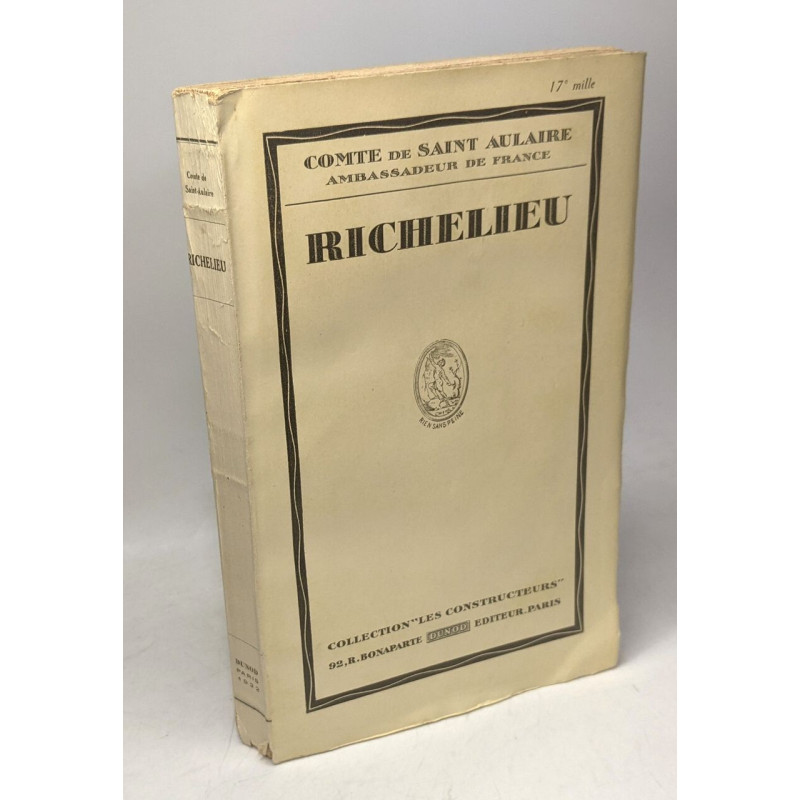 17e mille
COMTE DE SAINT AULAIRE
AMBASSADEUR DE FRANCE
RICHELIEU
RIEN SANS PEINE
COLLECTION "LES CONSTRUCTEURS"
92, R. BONAPARTE DUNOD EDITEUR. PARIS
Comte de
Saint-Aulaire
RICHELIEU
DUNOD
PARIS
1932